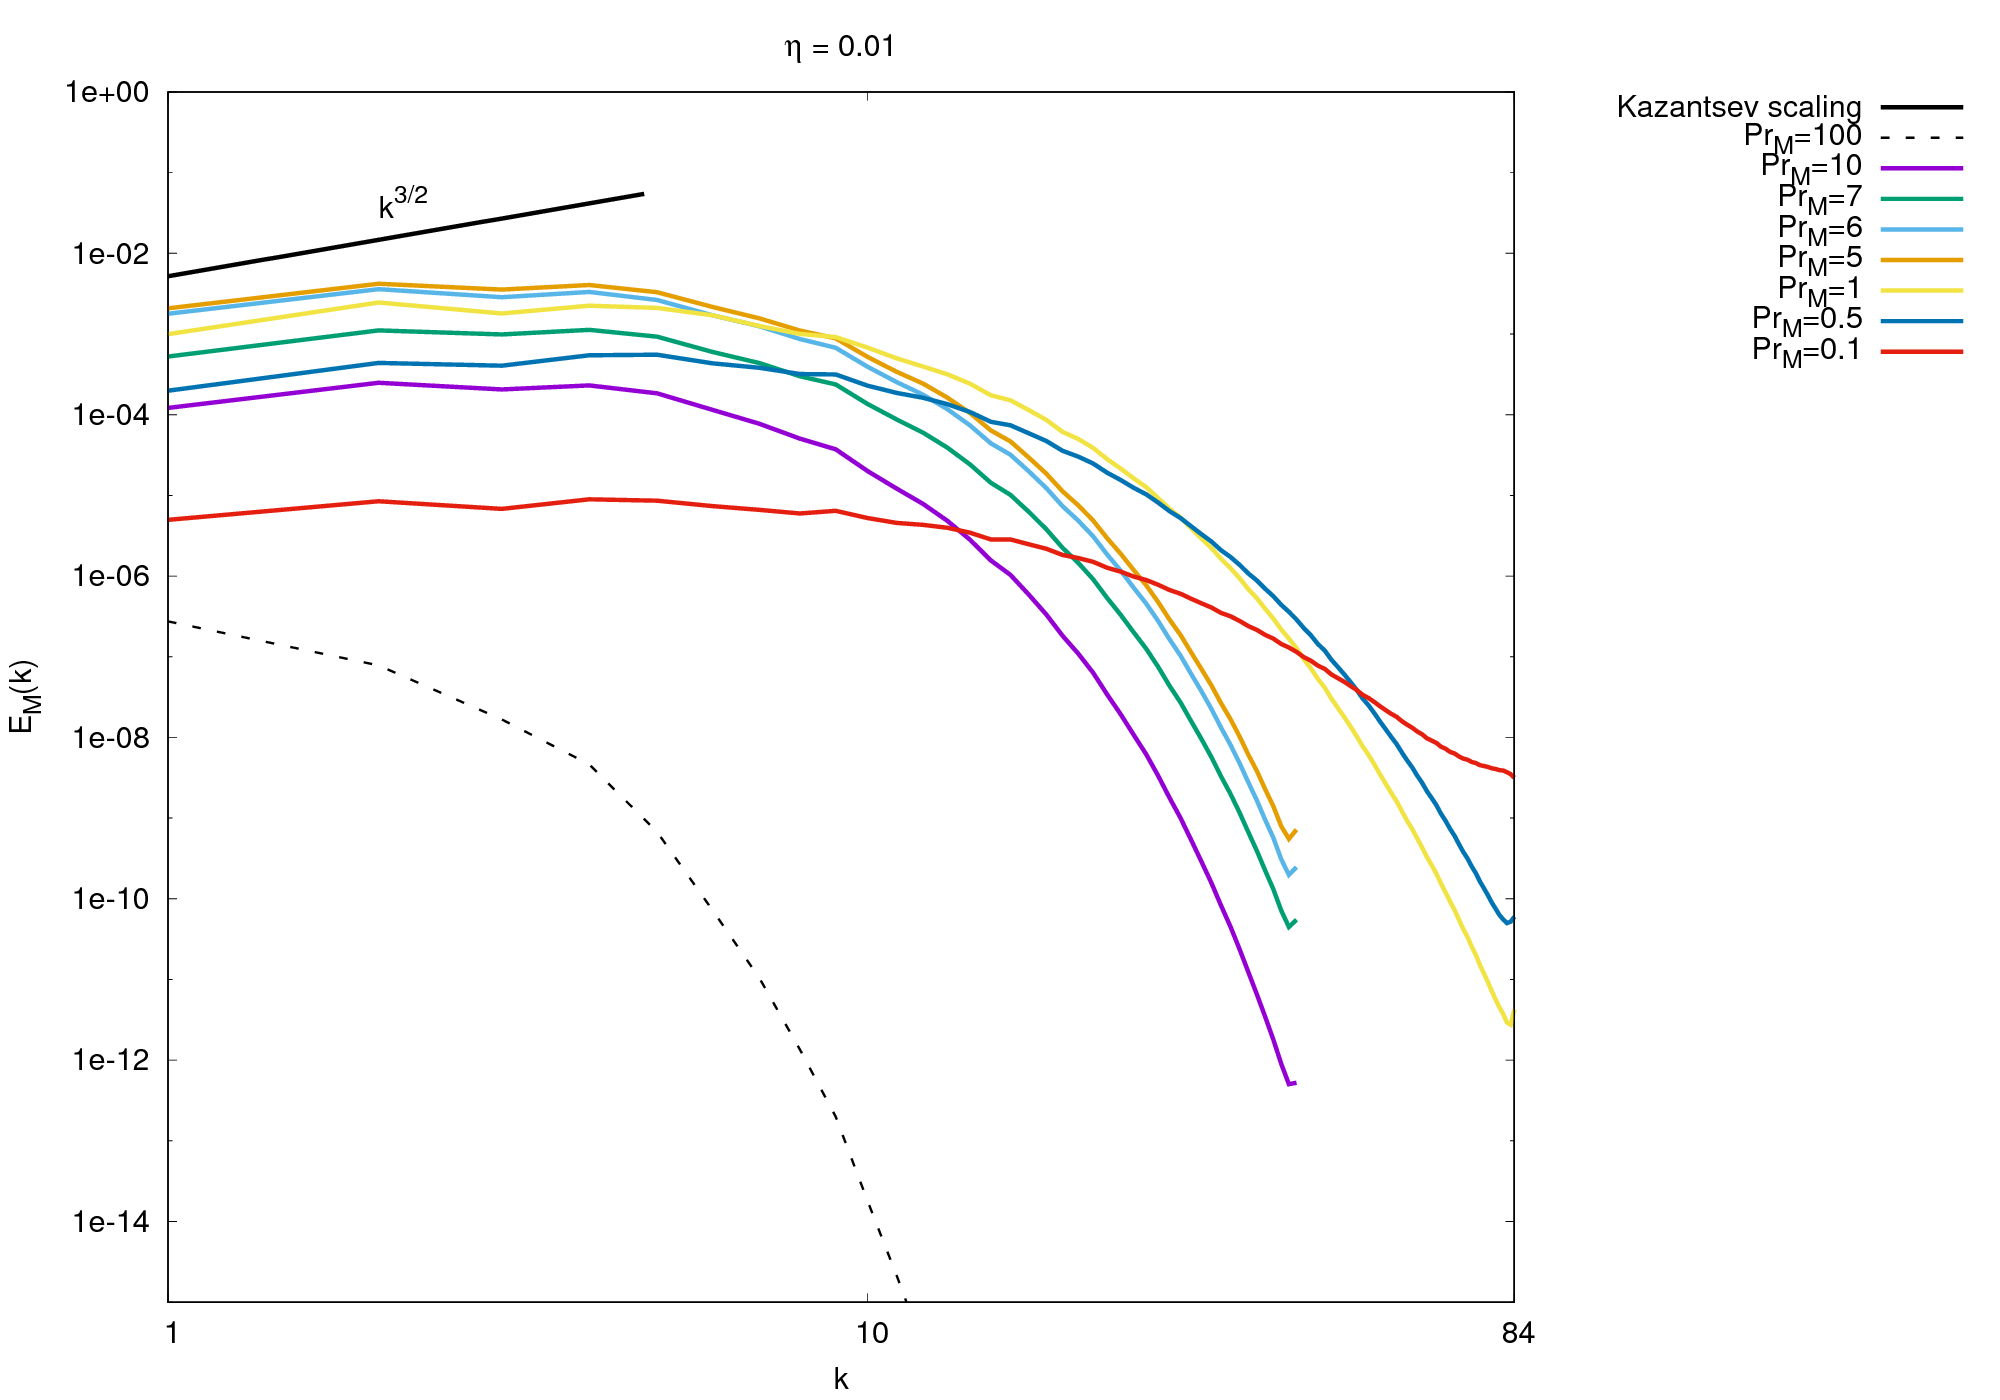 η = 0.01
1e+00
1e-02
1e-04
1e-06
1e-08
1e-10
1e-12
1e-14
E_M(k)
k^3/2
1
10
84
k
Kazantsev scaling
Pr_M=100
Pr_M=10
Pr_M=7
Pr_M=6
Pr_M=5
Pr_M=1
Pr_M=0.5
Pr_M=0.1